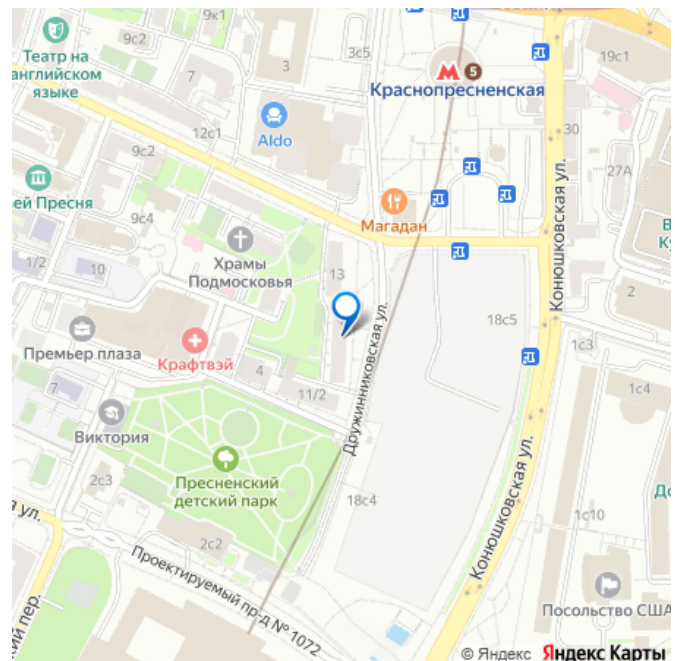 9к1
9с2
Театр на
английском
языке
7
3
3с5
19с1
5
Краснопресненская
12с1
Aldo
30
9с2
27А
ей Пресня
9с4
Магадан
Конюшковская ул.
1/2
10
Храмы
Подмосковья
13
2
18с5
Премьер плаза
Крафтвэй
1с3
4
11/2
7
1с4
Дружинниковская ул.
Виктория
Пресненский
детский парк
2с3
18с4
Конюшковская ул.
1с10
2с2
Проектируемый пр-д № 1072
Посольство США
© Яндекс Яндекс Карты